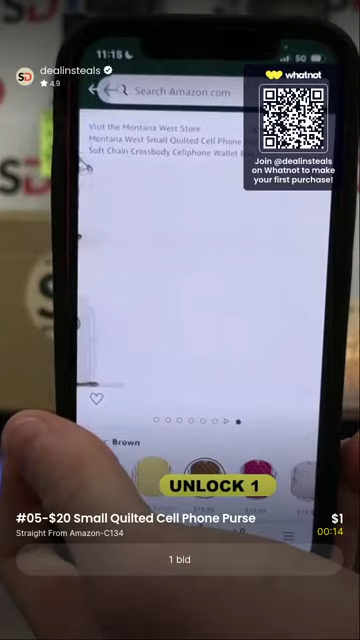 11:15
5G
dealinsteals
4.9
whatnot
Search Amazon.com
Join @dealinsteals
on Whatnot to make
your first purchase!
Visit the Montana West Store
Montana West Small Quilted Cell Phone
Soft Chain Crossbody Cellphone Wallet
SD
Brown
UNLOCK 1
#05-$20 Small Quilted Cell Phone Purse
$1
Straight From Amazon-C134
00:14
1 bid